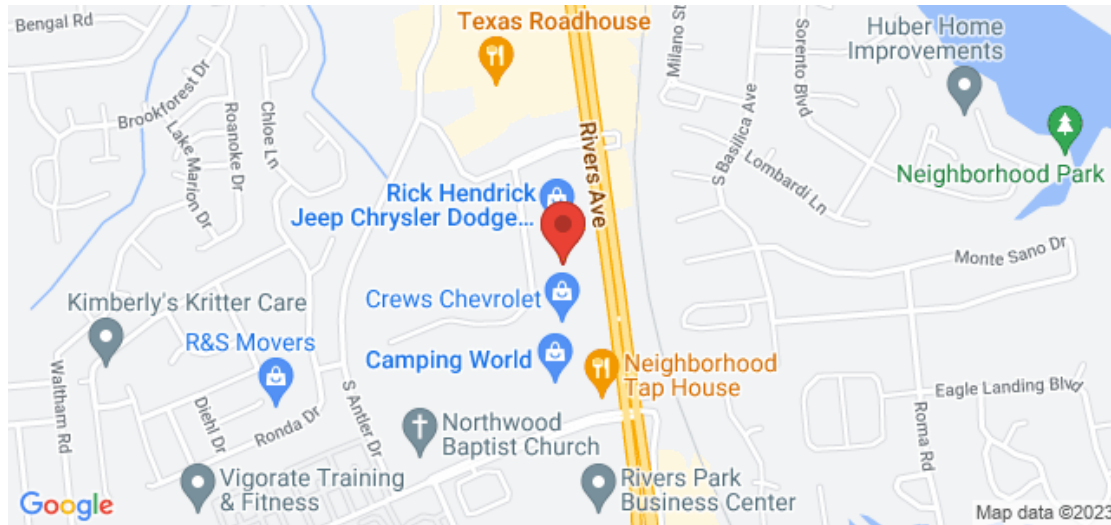 Bengal Rd
Texas Roadhouse
Milano St
Sorento Blvd
Huber Home
Improvements
Brookforest Dr
Roanoke Dr
Lake Marion Dr
Chloe Ln
Rivers Ave
S Basilica Ave
Lombardi Ln
Neighborhood Park
Rick Hendrick
Jeep Chrysler Dodge...
Monte Sano Dr
Kimberly's Kritter Care
Crews Chevrolet
R&S Movers
Camping World
Neighborhood
Tap House
Waltham Rd
Diehl Dr
Ronda Dr
S Antler Dr
Eagle Landing Blvd
Roma Rd
Northwood
Baptist Church
Vigorate Training
& Fitness
Rivers Park
Business Center
Google
Map data ©2023